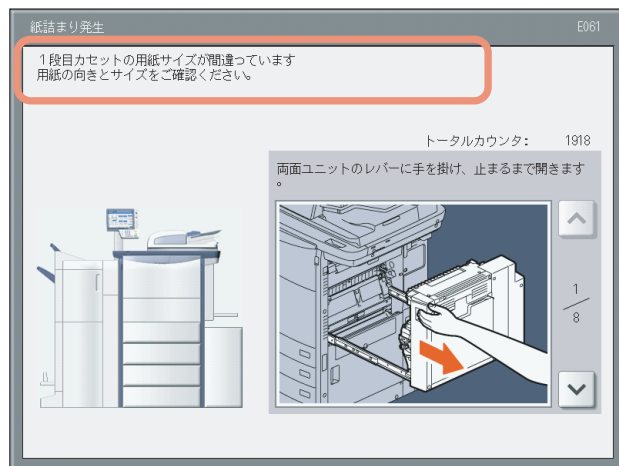 紙詰まり発生 E061
1段目カセットの用紙サイズが間違っています
用紙の向きとサイズをご確認ください。
トータルカウンタ: 1918
両面ユニットのレバーに手を掛け、止まるまで開きます
。
1
8